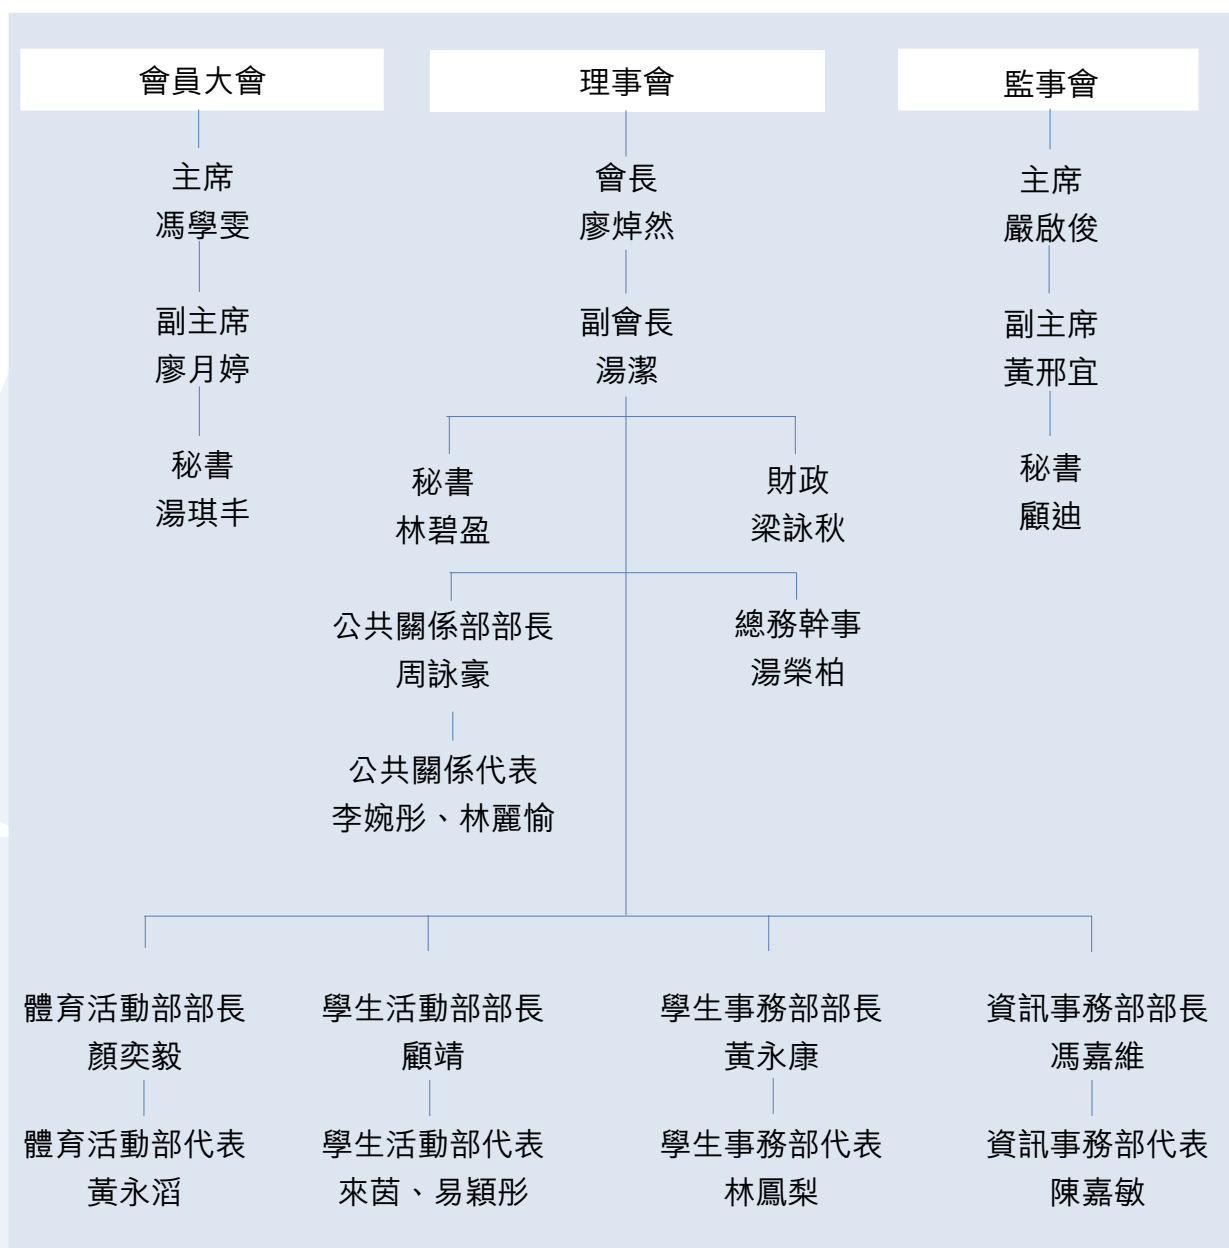 會員大會
主席
馮學雯
副主席
廖月婷
秘書
湯琪丰
理事會
會長
廖焯然
副會長
湯潔
秘書
林碧盈
財政
梁詠秋
公共關係部部長
周詠豪
總務幹事
湯榮柏
公共關係代表
李婉彤、林麗愉
體育活動部部長
顏奕毅
體育活動部代表
黃永滔
學生活動部部長
顧靖
學生活動部代表
來茵、易穎彤
學生事務部部長
黃永康
學生事務部代表
林鳳梨
資訊事務部部長
馮嘉維
資訊事務部代表
陳嘉敏
監事會
主席
嚴啟俊
副主席
黃邢宜
秘書
顧迪